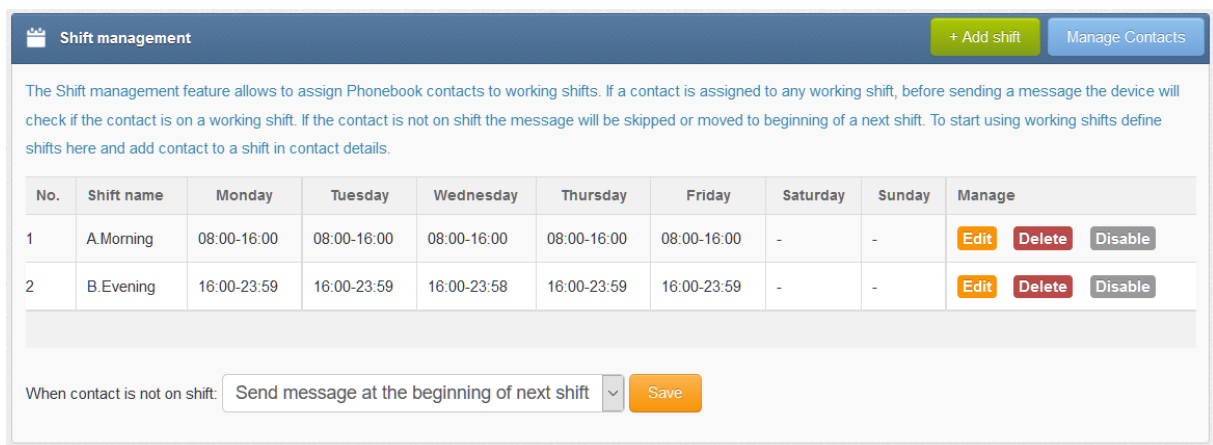 Shift management + Add shift Manage Contacts
The Shift management feature allows to assign Phonebook contacts to working shifts. If a contact is assigned to any working shift, before sending a message the device will
check if the contact is on a working shift. If the contact is not on shift the message will be skipped or moved to beginning of a next shift. To start using working shifts define
shifts here and add contact to a shift in contact details.
No. Shift name Monday Tuesday Wednesday Thursday Friday Saturday Sunday Manage
1 A.Morning 08:00-16:00 08:00-16:00 08:00-16:00 08:00-16:00 08:00-16:00 - - Edit Delete Disable
2 B.Evening 16:00-23:59 16:00-23:59 16:00-23:58 16:00-23:59 16:00-23:59 - - Edit Delete Disable
When contact is not on shift: Send message at the beginning of next shift Save